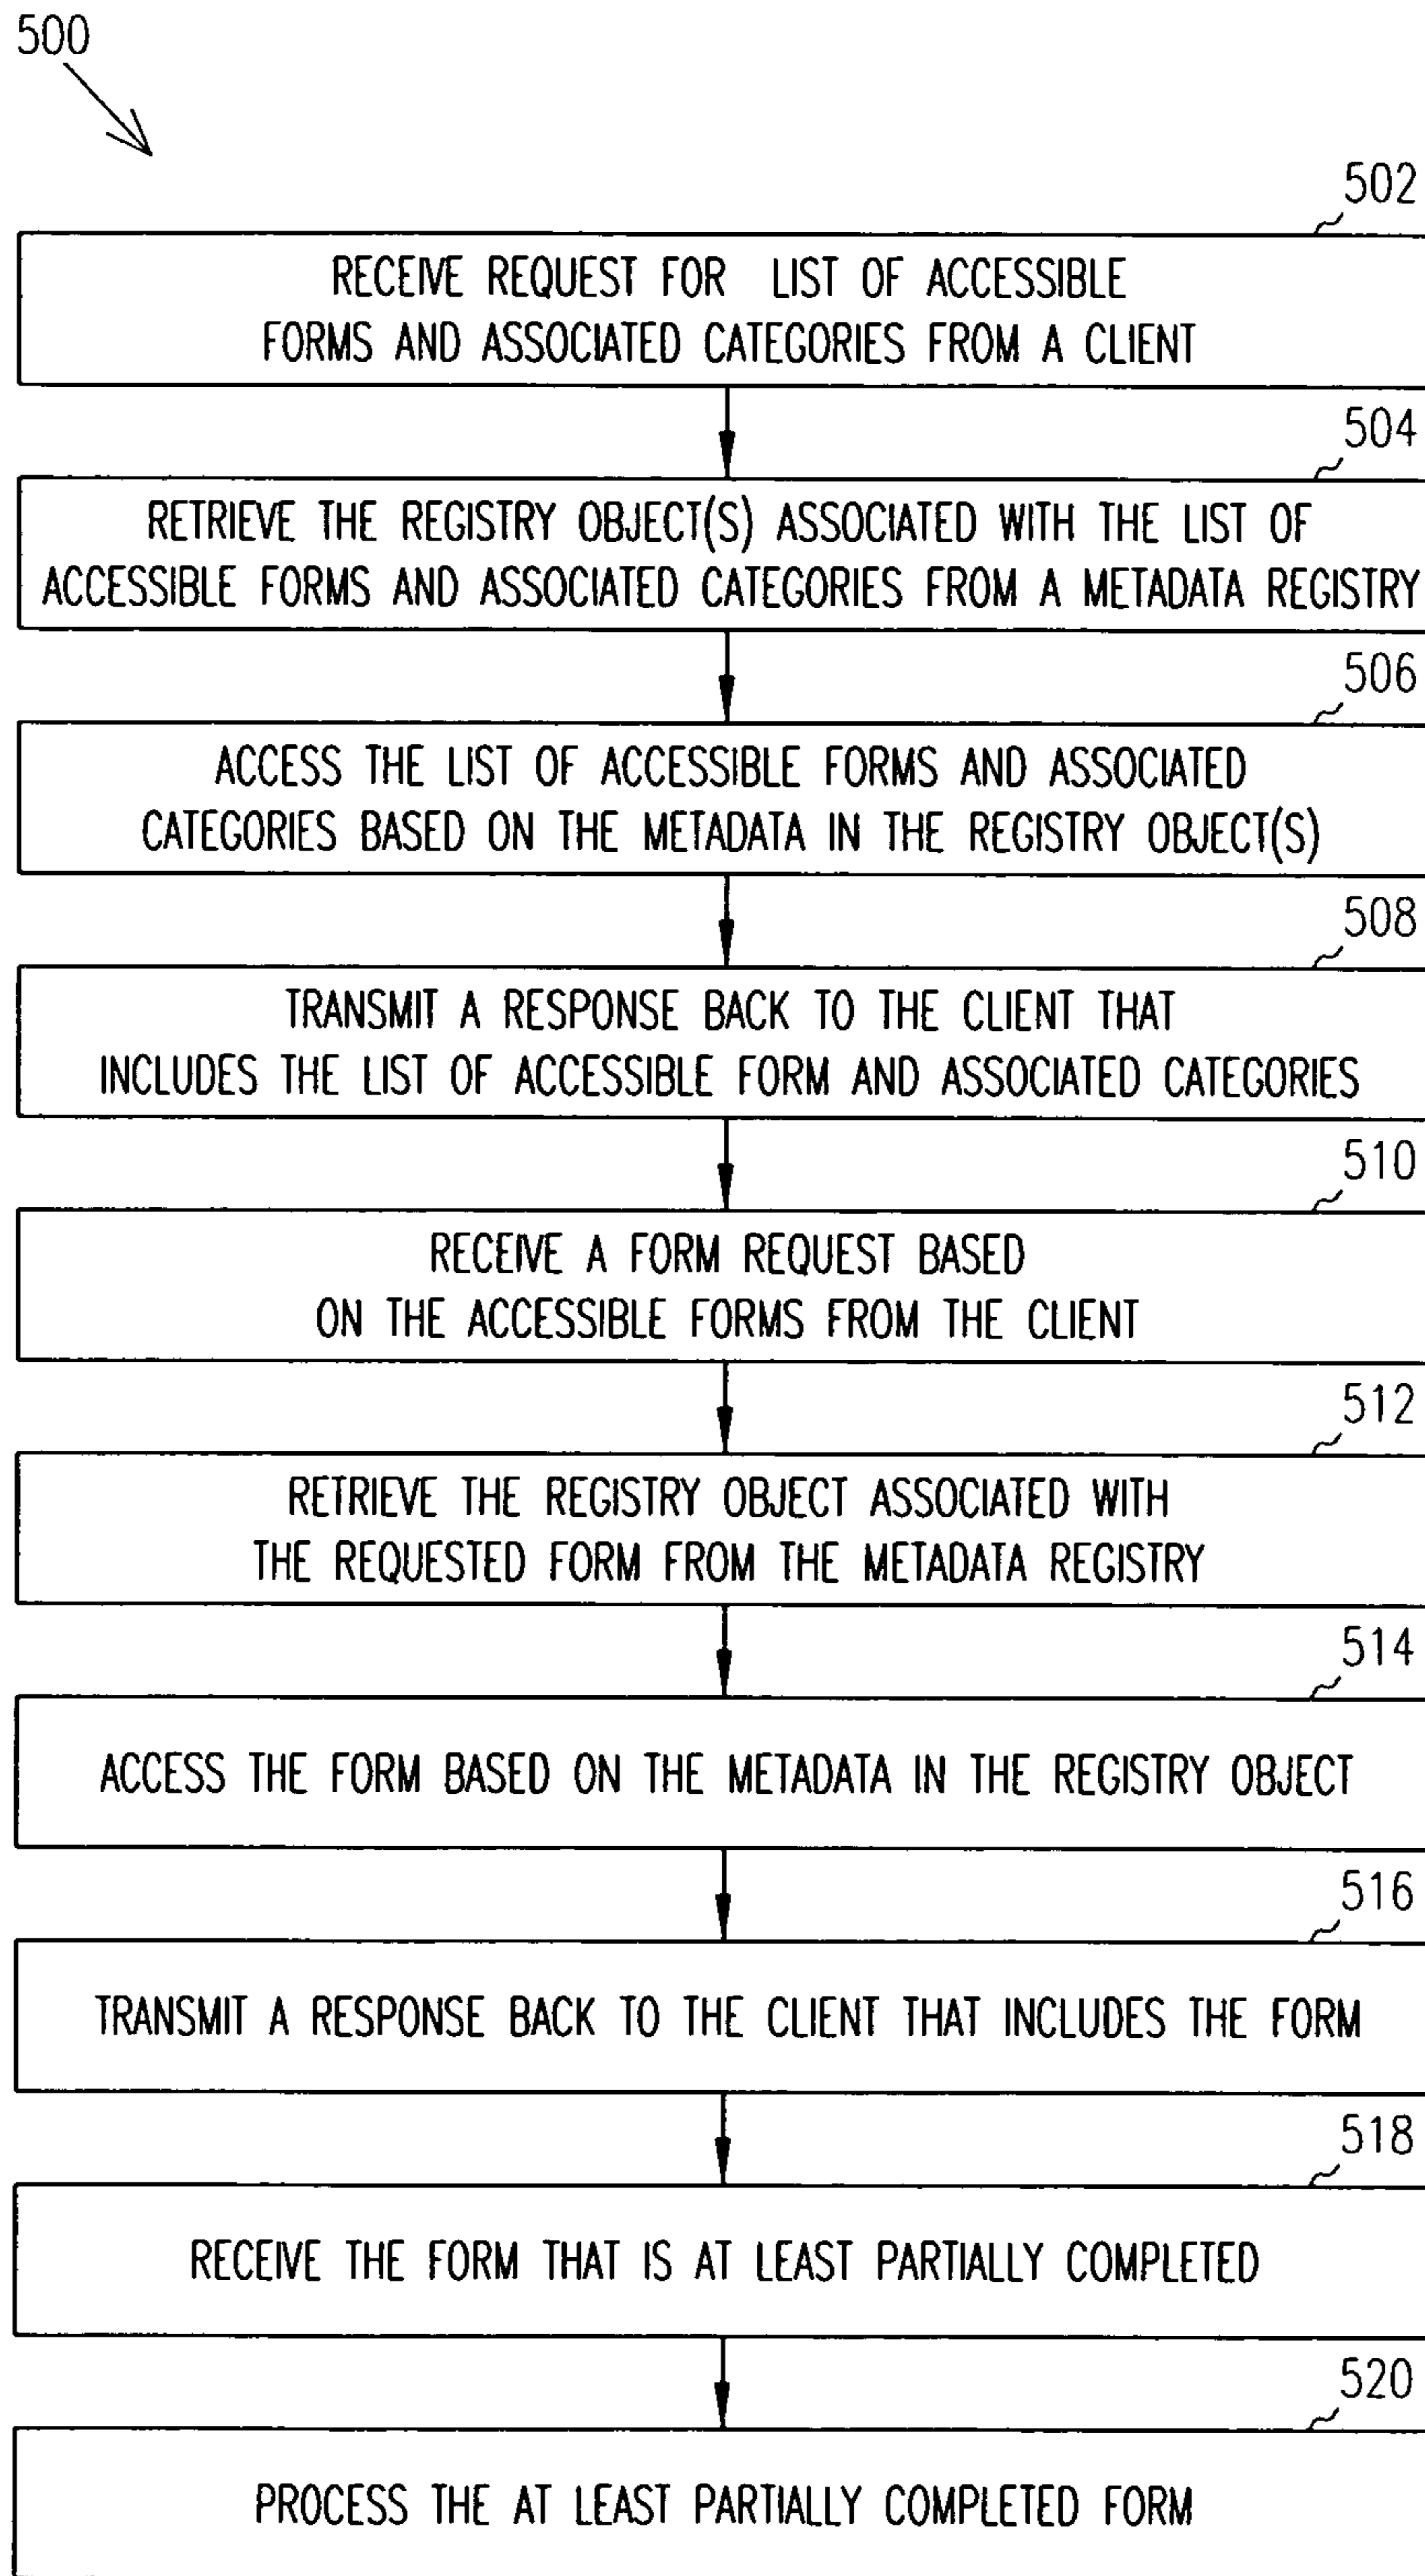 500
502
RECEIVE REQUEST FOR LIST OF ACCESSIBLE
FORMS AND ASSOCIATED CATEGORIES FROM A CLIENT
504
RETRIEVE THE REGISTRY OBJECT(S) ASSOCIATED WITH THE LIST OF
ACCESSIBLE FORMS AND ASSOCIATED CATEGORIES FROM A METADATA REGISTRY
506
ACCESS THE LIST OF ACCESSIBLE FORMS AND ASSOCIATED
CATEGORIES BASED ON THE METADATA IN THE REGISTRY OBJECT(S)
508
TRANSMIT A RESPONSE BACK TO THE CLIENT THAT
INCLUDES THE LIST OF ACCESSIBLE FORM AND ASSOCIATED CATEGORIES
510
RECEIVE A FORM REQUEST BASED
ON THE ACCESSIBLE FORMS FROM THE CLIENT
512
RETRIEVE THE REGISTRY OBJECT ASSOCIATED WITH
THE REQUESTED FORM FROM THE METADATA REGISTRY
514
ACCESS THE FORM BASED ON THE METADATA IN THE REGISTRY OBJECT
516
TRANSMIT A RESPONSE BACK TO THE CLIENT THAT INCLUDES THE FORM
518
RECEIVE THE FORM THAT IS AT LEAST PARTIALLY COMPLETED
520
PROCESS THE AT LEAST PARTIALLY COMPLETED FORM